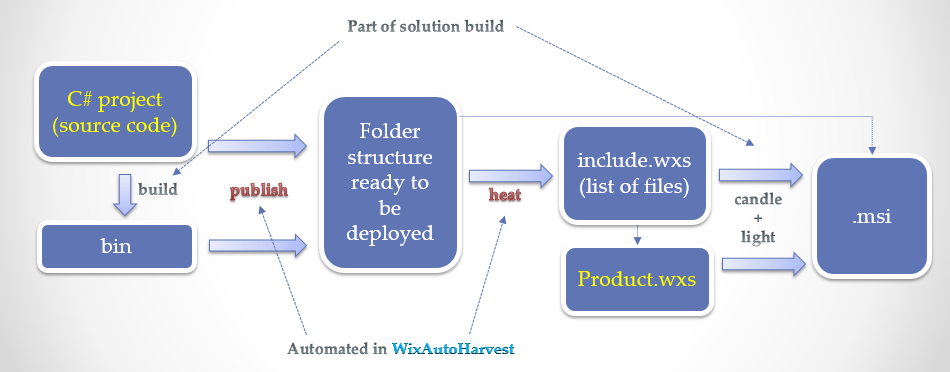 Part of solution build
C# project
(source code)
build
bin
publish
Folder
structure
ready to
be
deployed
heat
include.wxs
(list of files)
Product.wxs
candle
+
light
.msi
Automated in WixAutoHarvest